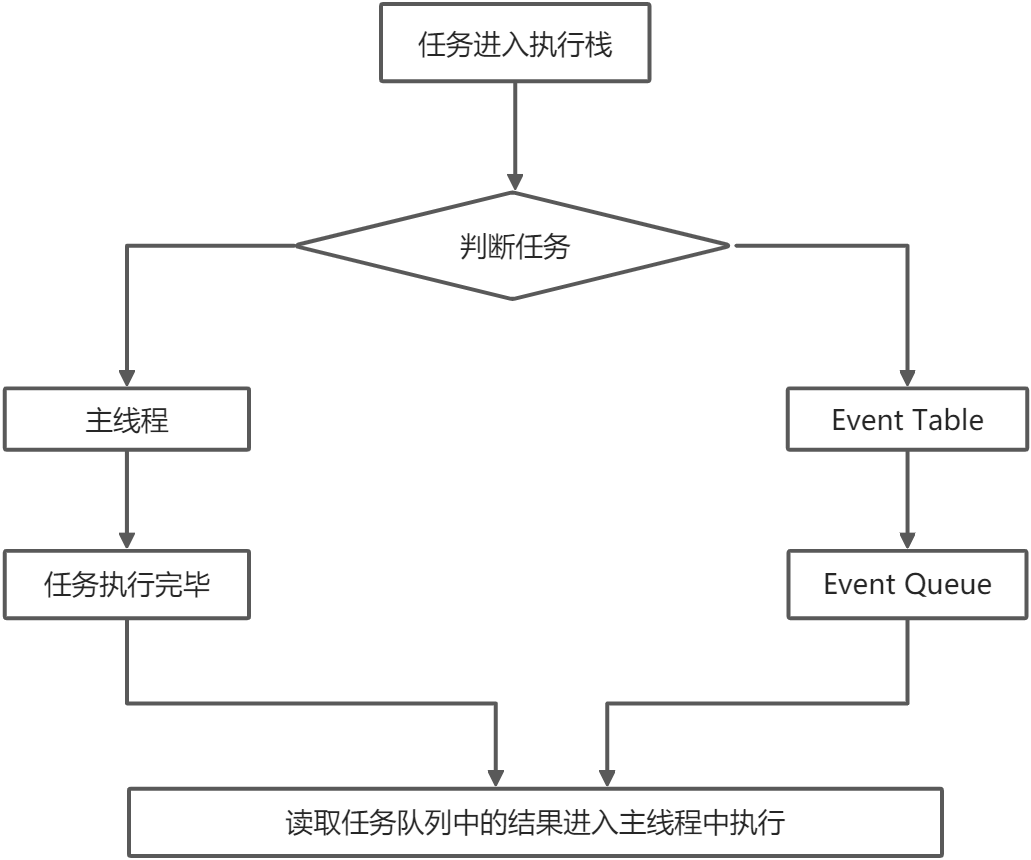 任务进入执行栈
判断任务
主线程
Event Table
任务执行完毕
Event Queue
读取任务队列中的结果进入主线程中执行